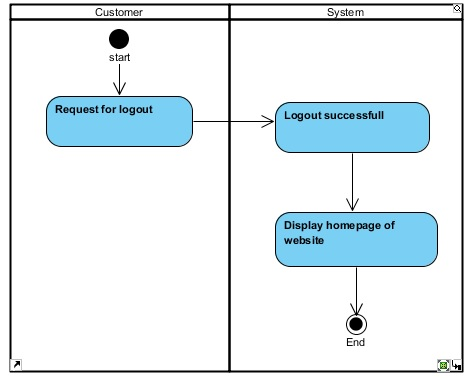 Customer
System
start
Request for logout
Logout successfull
Display homepage of
website
End